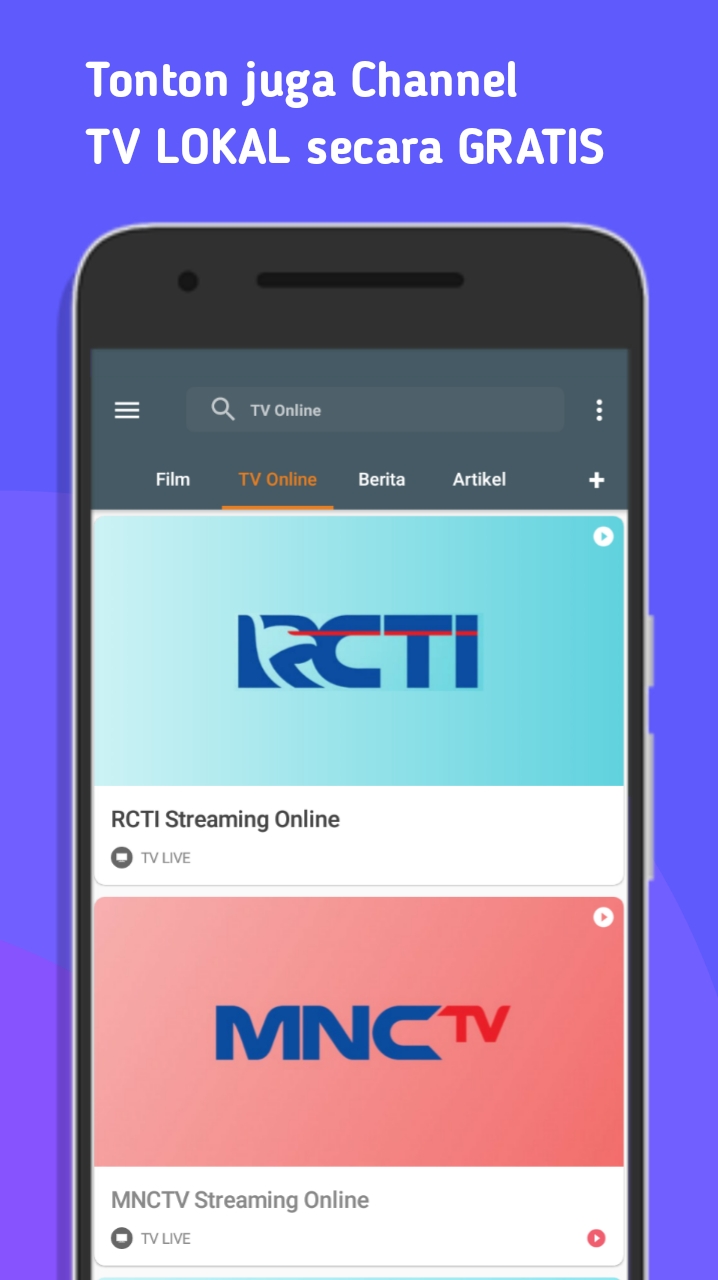 Tonton juga Channel
TV LOKAL secara GRATIS
TV Online
Film TV Online Berita Artikel
RCTI
RCTI Streaming Online
TV LIVE
MNCTV
MNCTV Streaming Online
TV LIVE